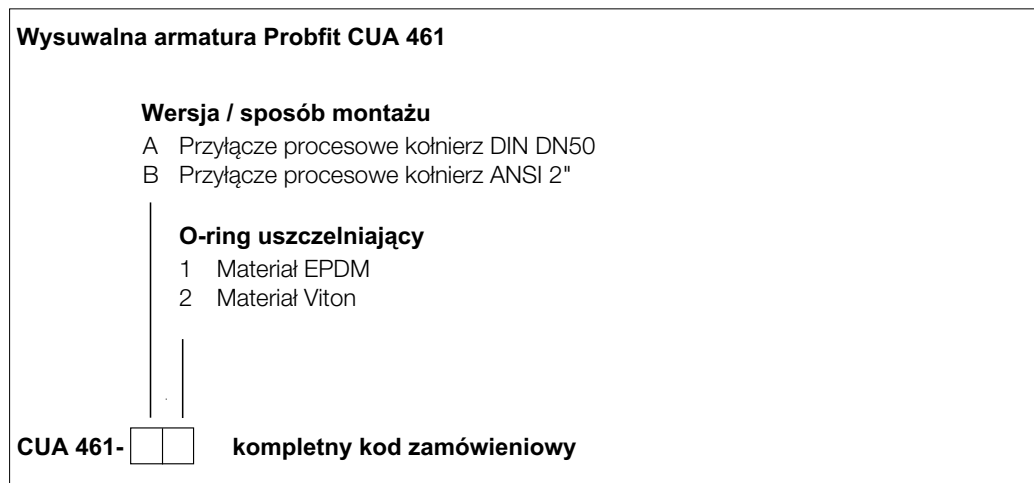 Wysuwalna armatura Probfit CUA 461
Wersja / sposób montażu
A Przyłącze procesowe kołnierz DIN DN50
B Przyłącze procesowe kołnierz ANSI 2"
O-ring uszczelniający
1 Materiał EPDM
2 Materiał Viton
CUA 461- kompletny kod zamówieniowy